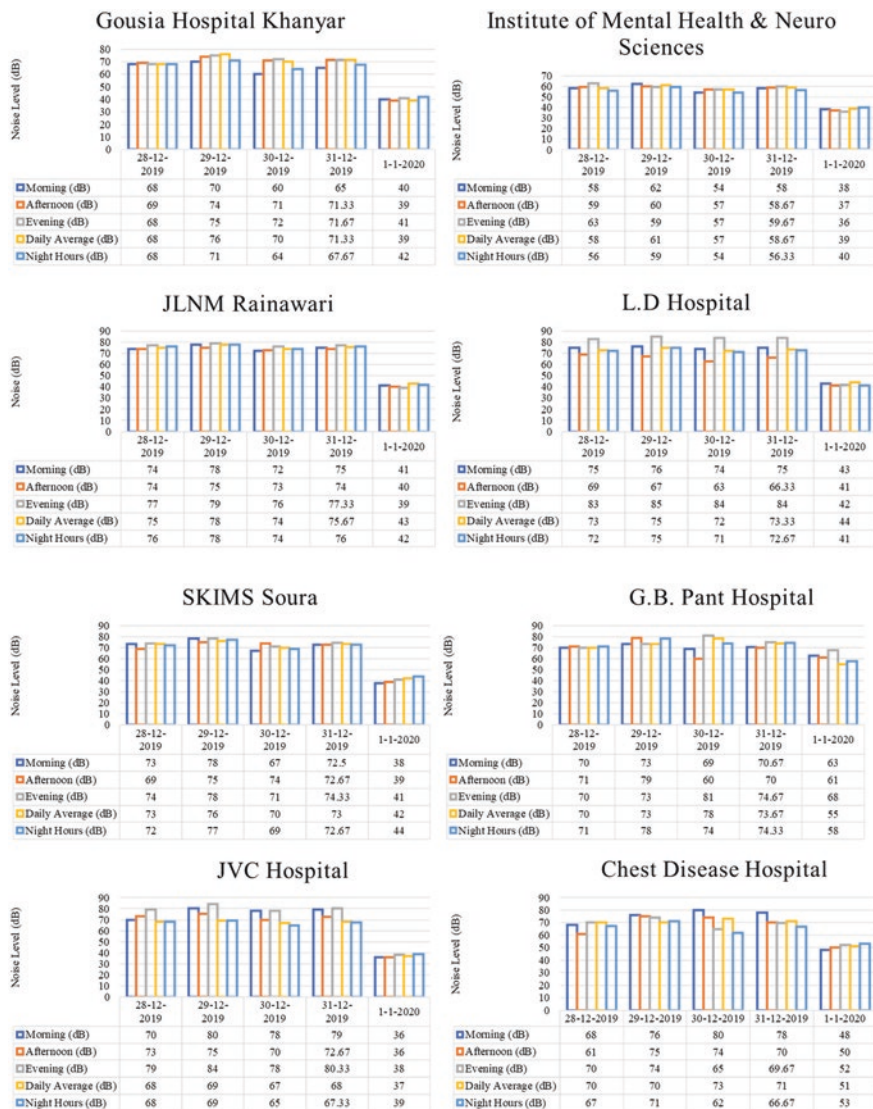 Gousia Hospital Khanyar
Noise Level (dB)
80
70
60
50
40
30
20
10
0
28-12-2019 29-12-2019 30-12-2019 31-12-2019 1-1-2020
Morning (dB) 68 70 60 65 40
Afternoon (dB) 69 74 71 71.33 39
Evening (dB) 68 75 72 71.67 41
Daily Average (dB) 68 76 70 71.33 39
Night Hours (dB) 68 71 64 67.67 42
Institute of Mental Health & Neuro
Sciences
Noise Level (dB)
70
60
50
40
30
20
10
0
28-12-2019 29-12-2019 30-12-2019 31-12-2019 1-1-2020
Morning (dB) 58 62 54 58 38
Afternoon (dB) 59 60 57 58.67 37
Evening (dB) 63 59 57 59.67 36
Daily Average (dB) 58 61 57 58.67 39
Night Hours (dB) 56 59 54 56.33 40
JLNM Rainawari
Noise (dB)
90
80
70
60
50
40
30
20
10
0
28-12-2019 29-12-2019 30-12-2019 31-12-2019 1-1-2020
Morning (dB) 74 78 72 75 41
Afternoon (dB) 74 75 73 74 40
Evening (dB) 77 79 76 77.33 39
Daily Average (dB) 75 78 74 75.67 43
Night Hours (dB) 76 78 74 76 42
L.D Hospital
Noise Level (dB)
90
80
70
60
50
40
30
20
10
0
28-12-2019 29-12-2019 30-12-2019 31-12-2019 1-1-2020
Morning (dB) 75 76 74 75 43
Afternoon (dB) 69 67 63 66.33 41
Evening (dB) 83 85 84 84 42
Daily Average (dB) 73 75 72 73.33 44
Night Hours (dB) 72 75 71 72.67 41
SKIMS Soura
Noise Level (dB)
90
80
70
60
50
40
30
20
10
0
28-12-2019 29-12-2019 30-12-2019 31-12-2019 1-1-2020
Morning (dB) 73 78 67 72.5 38
Afternoon (dB) 69 75 74 72.67 39
Evening (dB) 74 78 71 74.33 41
Daily Average (dB) 73 76 70 73 42
Night Hours (dB) 72 77 69 72.67 44
G.B. Pant Hospital
Noise Level (dB)
90
80
70
60
50
40
30
20
10
0
28-12-2019 29-12-2019 30-12-2019 31-12-2019 1-1-2020
Morning (dB) 70 73 69 70.67 63
Afternoon (dB) 71 79 60 70 61
Evening (dB) 70 73 81 74.67 68
Daily Average (dB) 70 73 78 73.67 55
Night Hours (dB) 71 78 74 74.33 58
JVC Hospital
Noise Level (dB)
90
80
70
60
50
40
30
20
10
0
28-12-2019 29-12-2019 30-12-2019 31-12-2019 1-1-2020
Morning (dB) 70 80 78 79 36
Afternoon (dB) 73 75 70 72.67 36
Evening (dB) 79 84 78 80.33 38
Daily Average (dB) 68 69 67 68 37
Night Hours (dB) 68 69 65 67.33 39
Chest Disease Hospital
Noise Level (dB)
90
80
70
60
50
40
30
20
10
0
28-12-2019 29-12-2019 30-12-2019 31-12-2019 1-1-2020
Morning (dB) 68 76 80 78 48
Afternoon (dB) 61 75 74 70 50
Evening (dB) 70 74 65 69.67 52
Daily Average (dB) 70 70 73 71 51
Night Hours (dB) 67 71 62 66.67 53